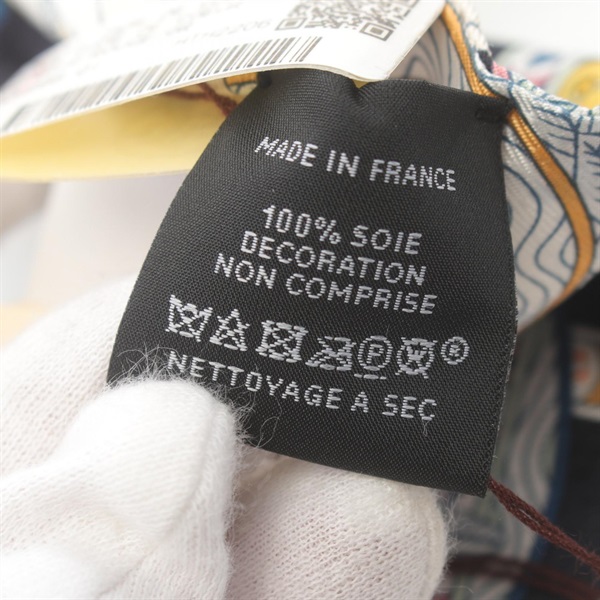 MADE IN FRANCE
100% SOIE
DECORATION
NON COMPRISE
P W ®
NETTOYAGE A SEC